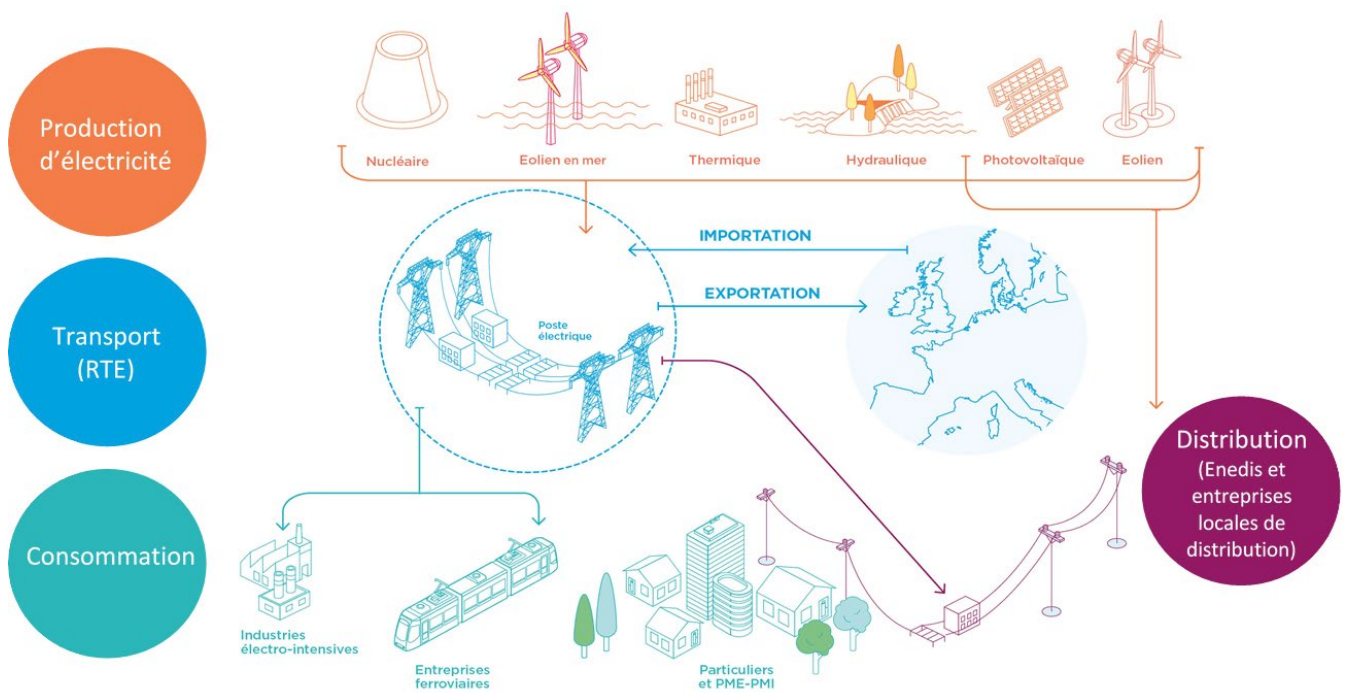 Production
d'électricité
Nucléaire
Eolien en mer
Thermique
Hydraulique
Photovoltaïque
Eolien
IMPORTATION
EXPORTATION
Poste
électrique
Transport
(RTE)
Distribution
(Enedis et
entreprises
locales de
distribution)
Consommation
Industries
électro-intensives
Entreprises
ferroviaires
Particuliers
et PME-PMI